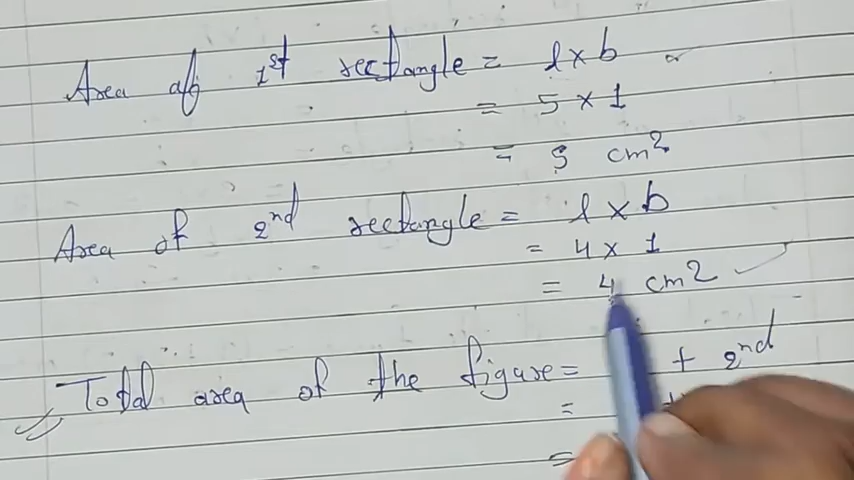 Area of 1st rectangle = l × b
= 5 × 1
= 5 cm²
Area of 2nd rectangle = l × b
= 4 × 1
= 4 cm²
Total area of the figure = + 2nd
= +
=